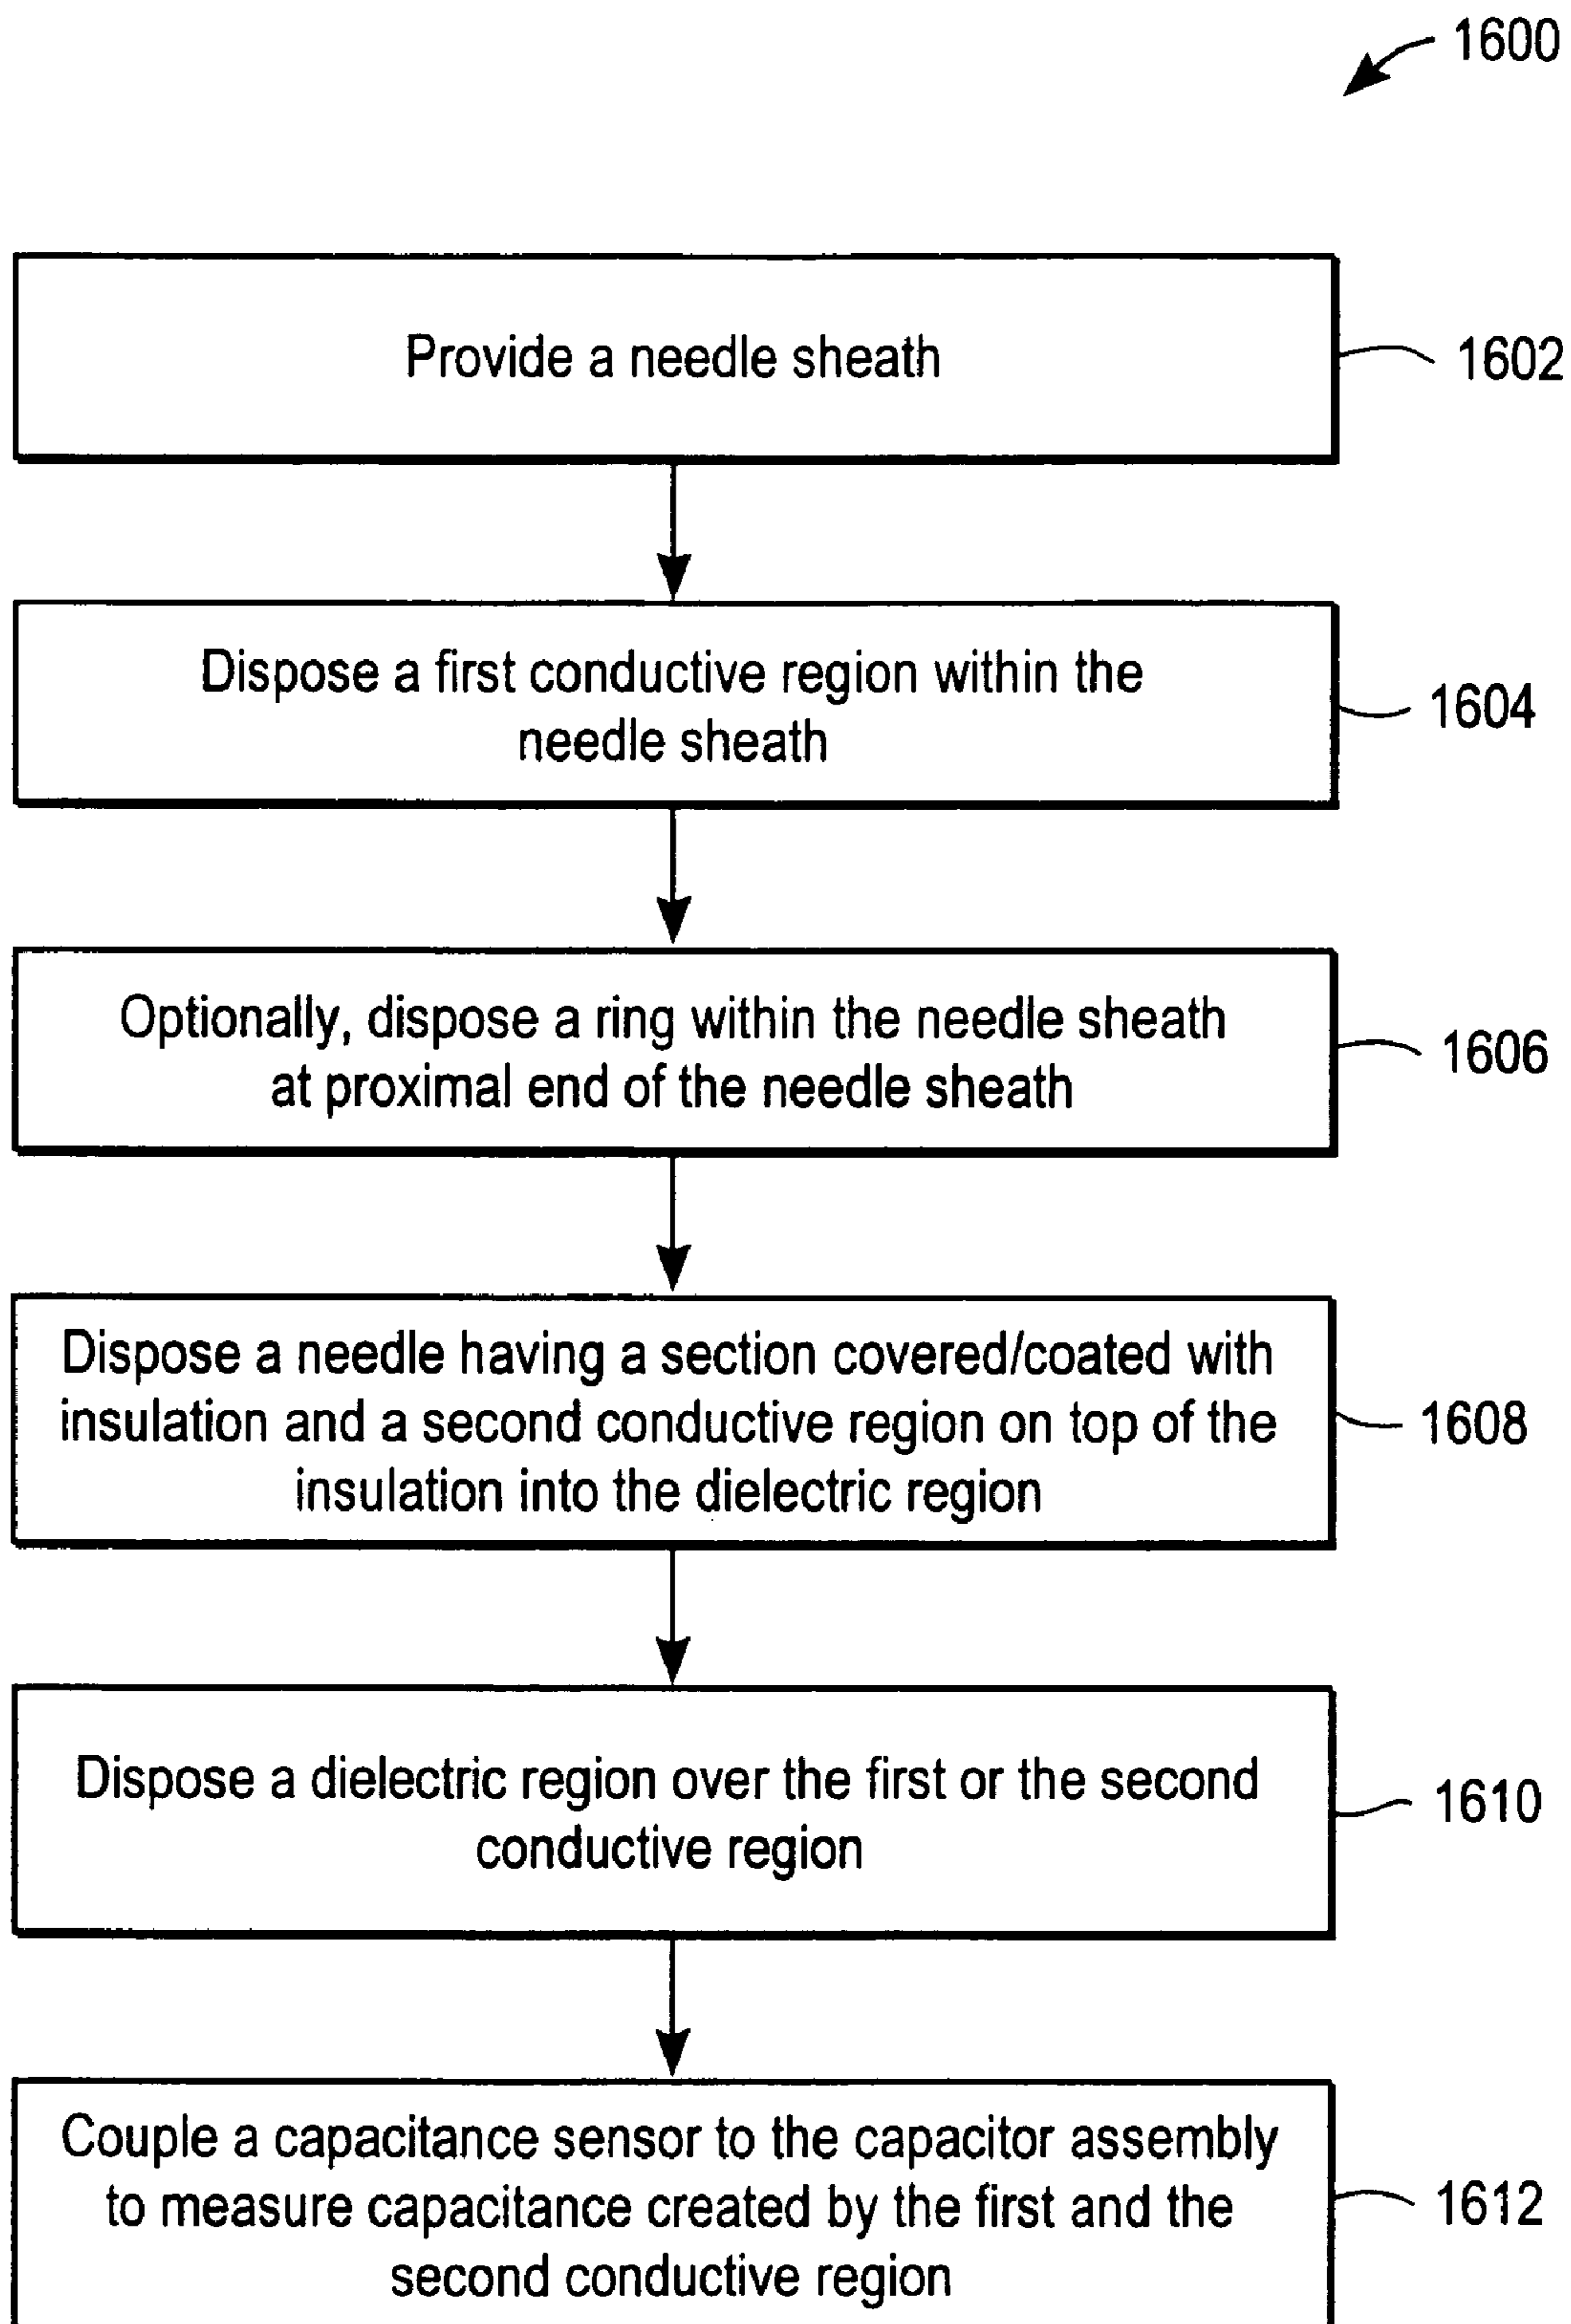 1600
Provide a needle sheath
1602
Dispose a first conductive region within the
needle sheath
1604
Optionally, dispose a ring within the needle sheath
at proximal end of the needle sheath
1606
Dispose a needle having a section covered/coated with
insulation and a second conductive region on top of the
insulation into the dielectric region
1608
Dispose a dielectric region over the first or the second
conductive region
1610
Couple a capacitance sensor to the capacitor assembly
to measure capacitance created by the first and the
second conductive region
1612